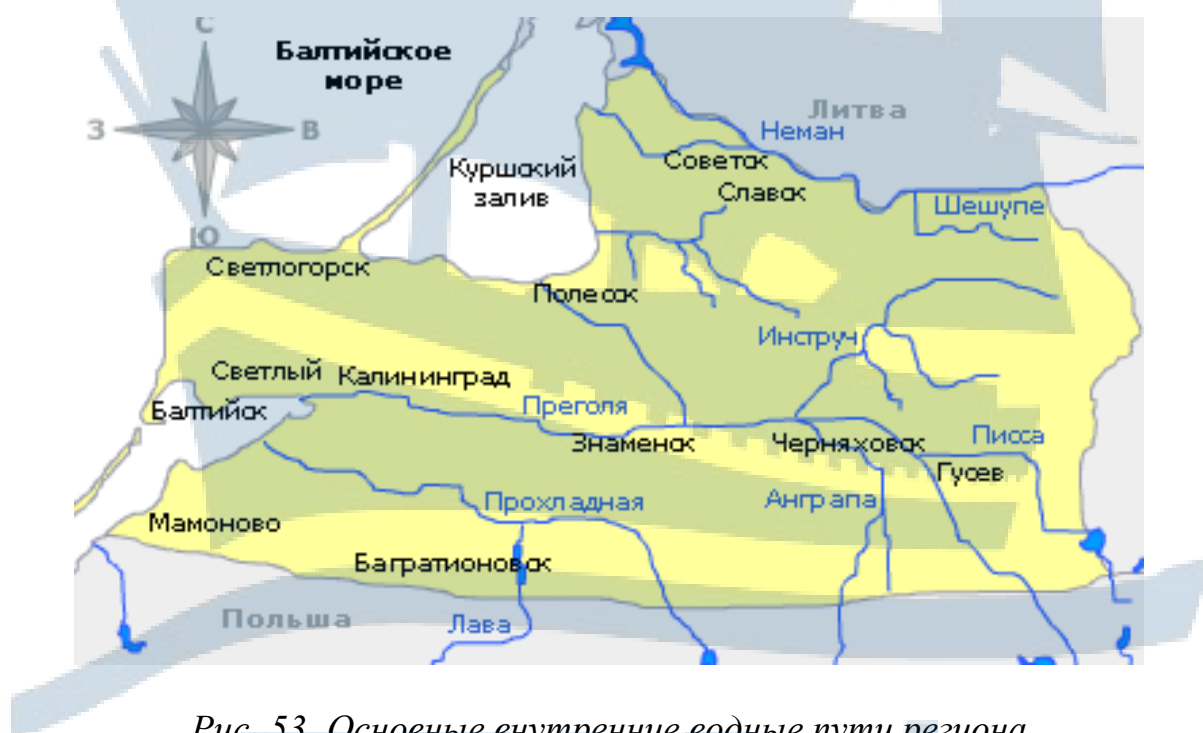 С
Балтийское
море
З
В
Ю
Литва
Неман
Куршский
залив
Советск
Славск
Шешупе
Светлогорск
Полесск
Инструч
Светлый
Калининград
Балтийск
Преголя
Знаменск
Черняховск
Писса
Гусев
Анграпа
Прохладная
Мамоново
Багратионовск
Польша
Лава
Рис. 53. Основные внутренние водные пути региона